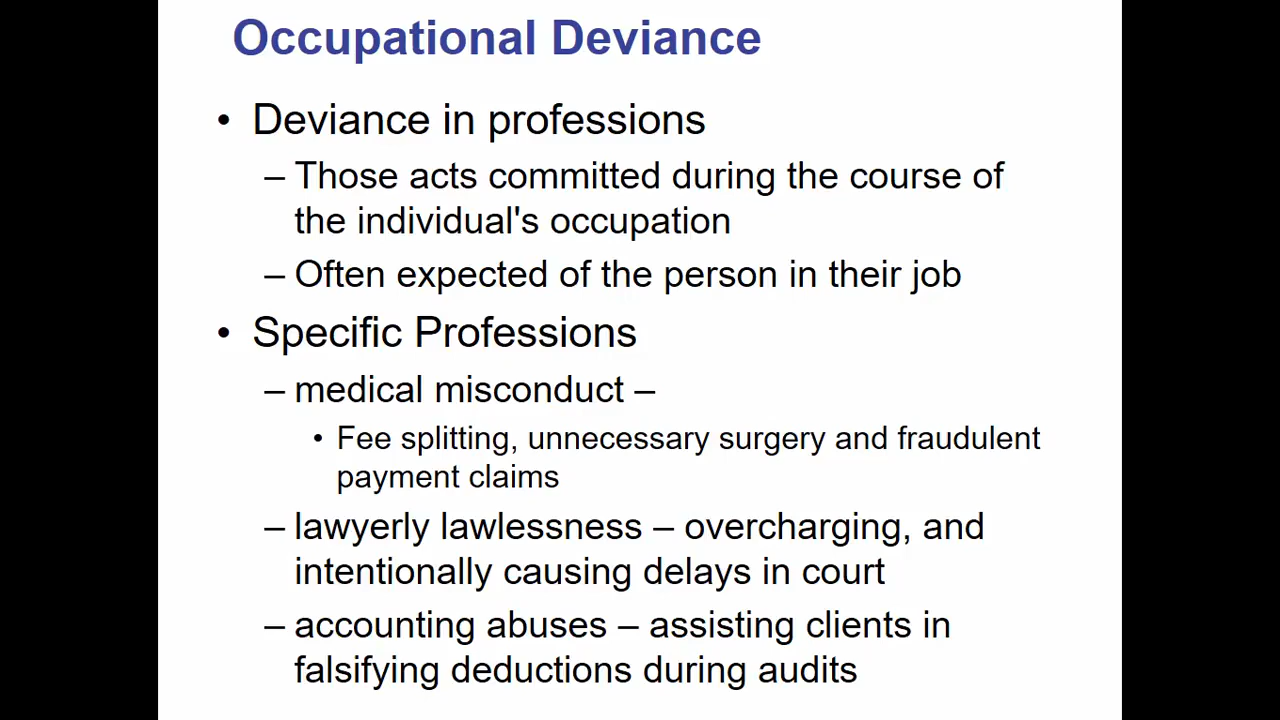 Occupational Deviance
• Deviance in professions
– Those acts committed during the course of
the individual's occupation
– Often expected of the person in their job
• Specific Professions
– medical misconduct –
• Fee splitting, unnecessary surgery and fraudulent
payment claims
– lawyerly lawlessness – overcharging, and
intentionally causing delays in court
– accounting abuses – assisting clients in
falsifying deductions during audits